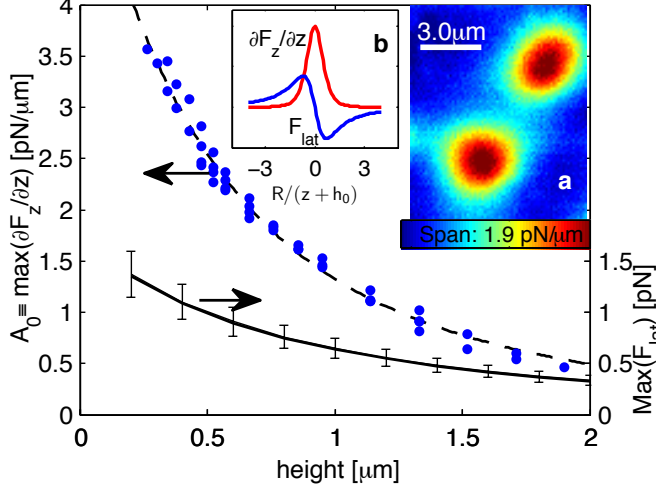 4
3.5
3
2.5
2
1.5
1
0.5
0
A₀ ≡ max(∂F_z/∂z) [pN/μm]
∂F_z/∂z
b
F_lat
−4 0 4
R/(z + h₀)
3.0μm
a
Span: 1.9 pN/μm
1.5
1
0.5
0
Max(F_lat) [pN]
0 0.5 1 1.5 2
height [μm]